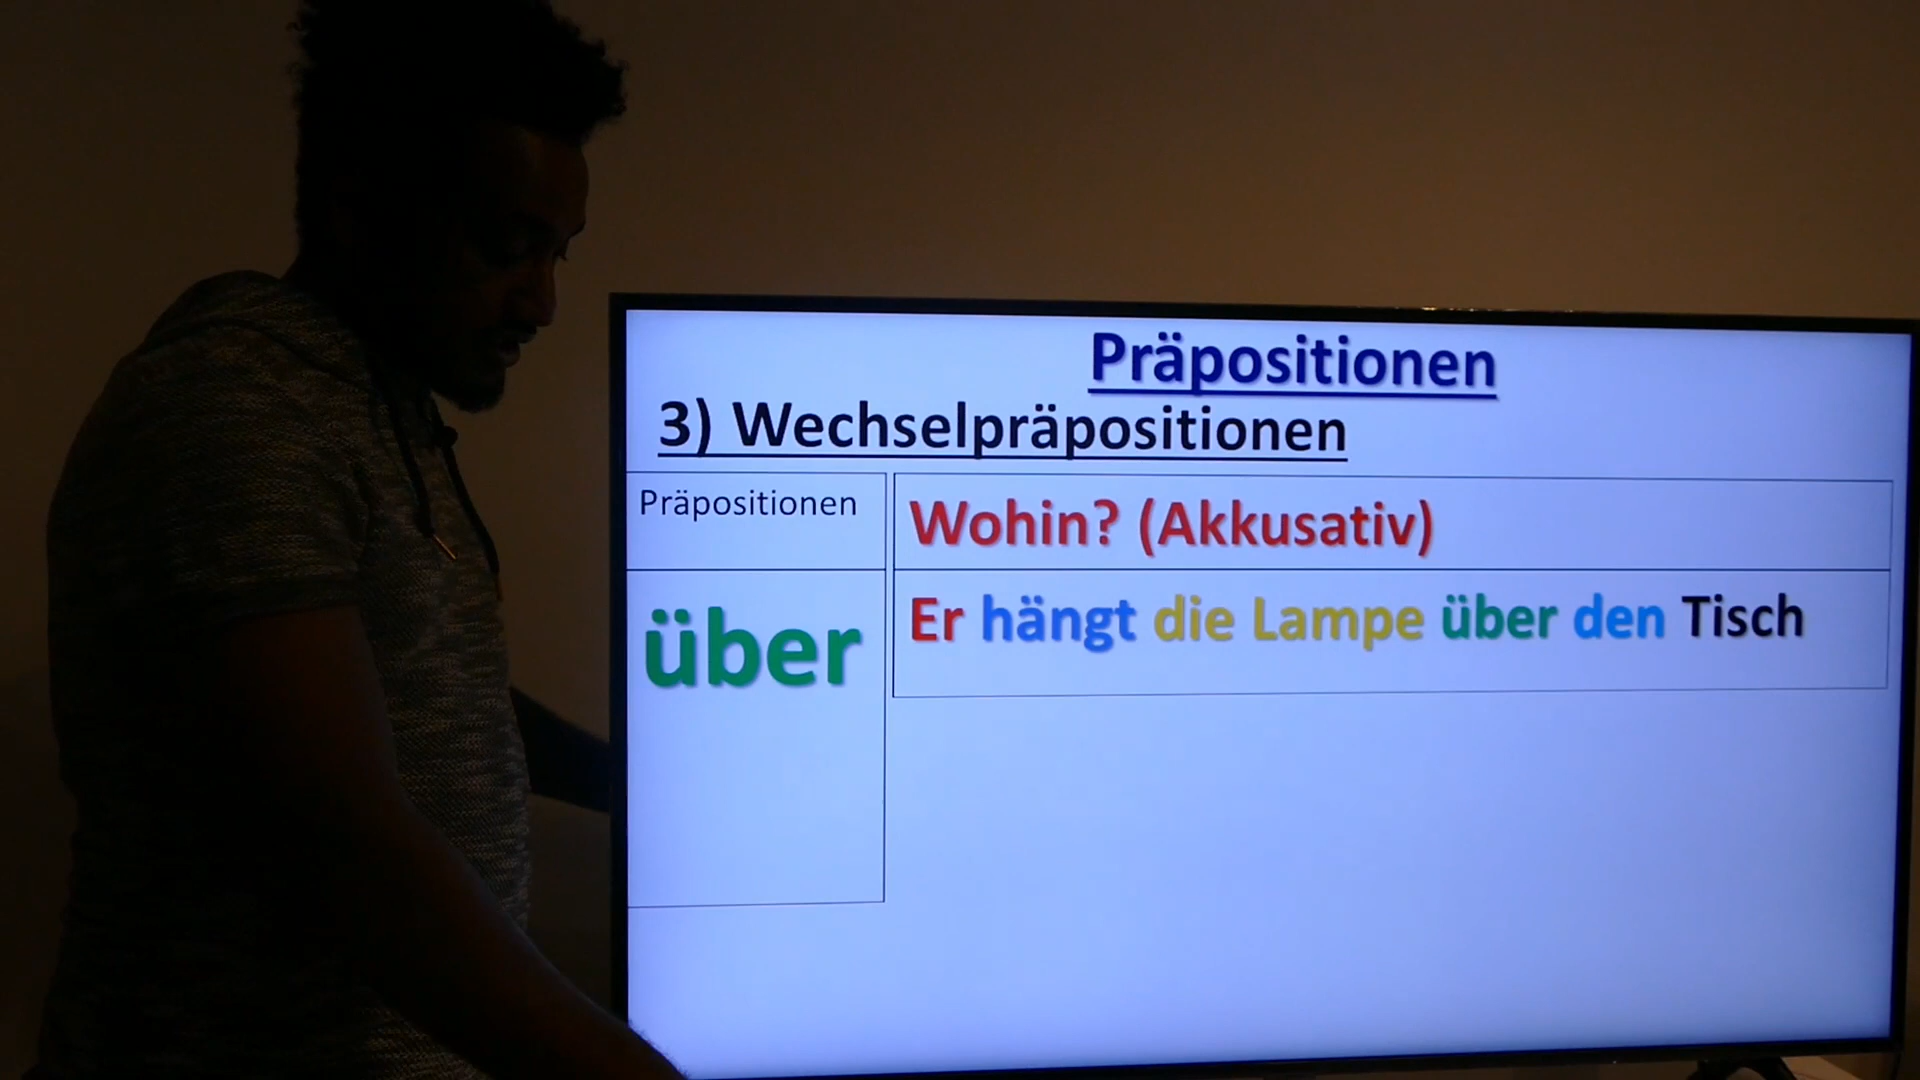 Präpositionen
3) Wechselpräpositionen
Präpositionen
Wohin? (Akkusativ)
über
Er hängt die Lampe über den Tisch